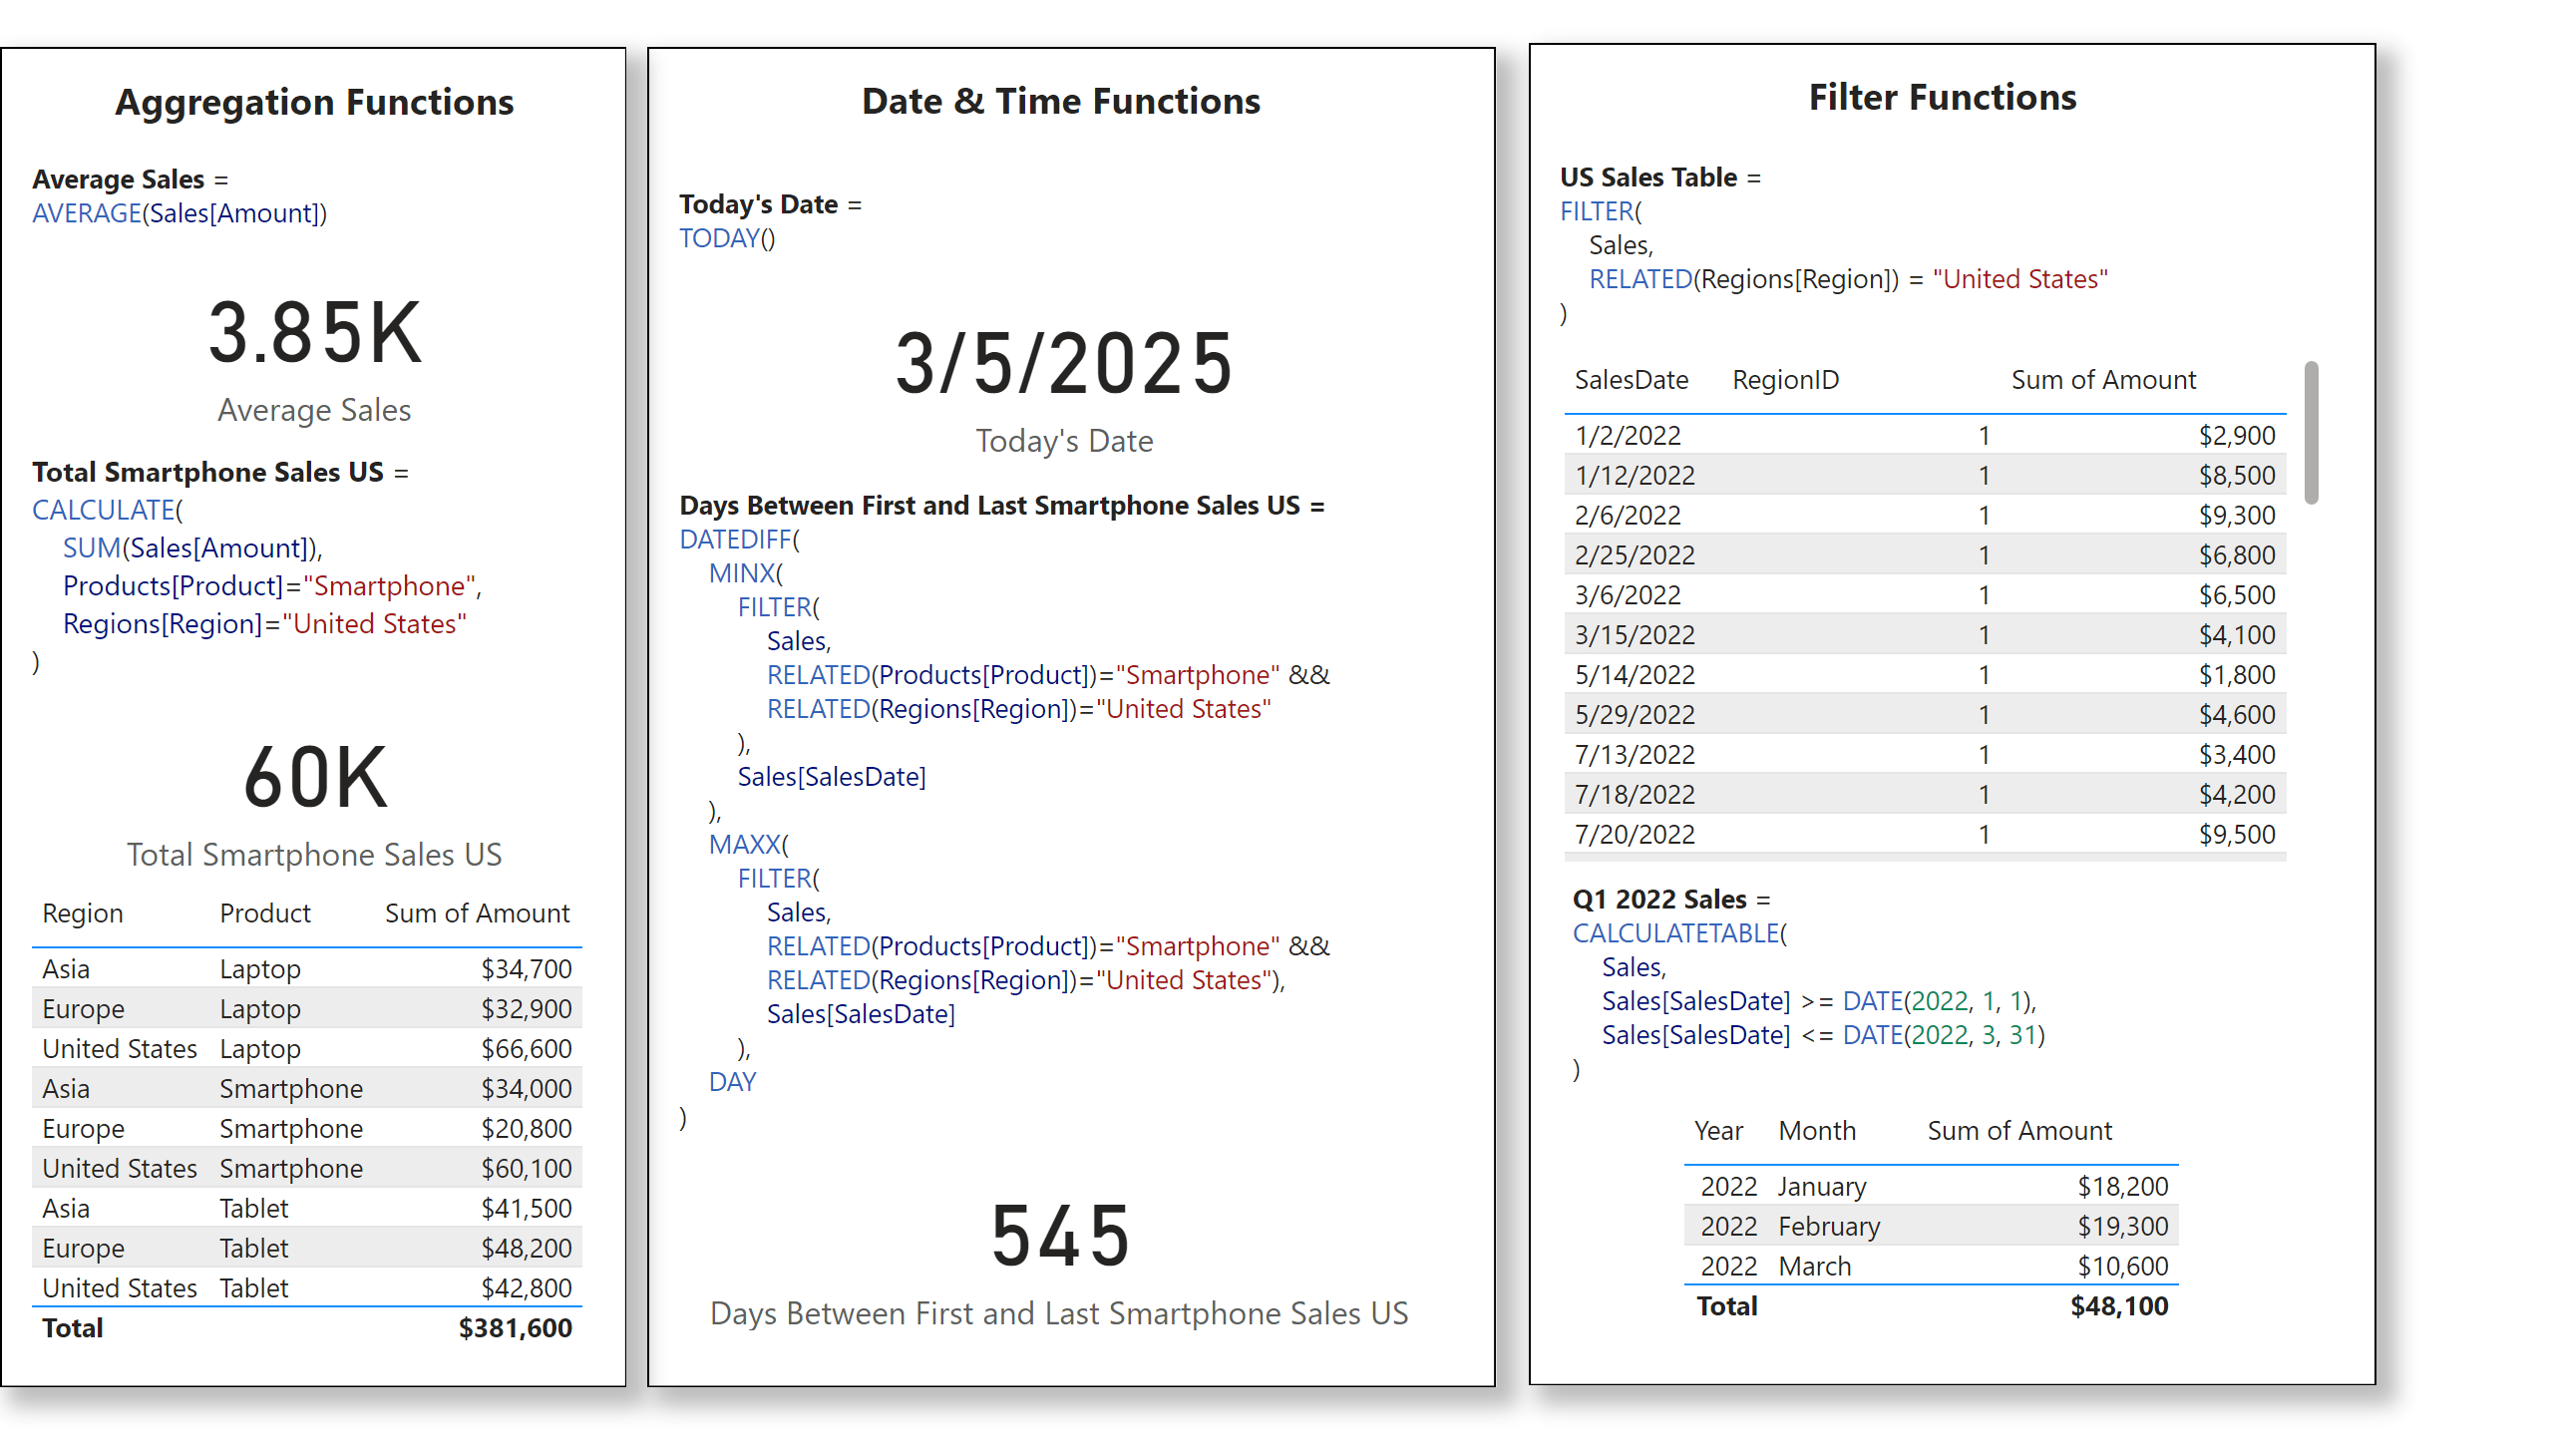 Aggregation Functions
Average Sales =
AVERAGE(Sales[Amount])
3.85K
Average Sales
Total Smartphone Sales US =
CALCULATE(
SUM(Sales[Amount]),
Products[Product]="Smartphone",
Regions[Region]="United States"
)
60K
Total Smartphone Sales US
Region Product Sum of Amount
Asia Laptop $34,700
Europe Laptop $32,900
United States Laptop $66,600
Asia Smartphone $34,000
Europe Smartphone $20,800
United States Smartphone $60,100
Asia Tablet $41,500
Europe Tablet $48,200
United States Tablet $42,800
Total $381,600
Date & Time Functions
Today's Date =
TODAY()
3/5/2025
Today's Date
Days Between First and Last Smartphone Sales US =
DATEDIFF(
MINX(
FILTER(
Sales,
RELATED(Products[Product])="Smartphone" &&
RELATED(Regions[Region])="United States"
),
Sales[SalesDate]
),
MAXX(
FILTER(
Sales,
RELATED(Products[Product])="Smartphone" &&
RELATED(Regions[Region])="United States"),
Sales[SalesDate]
),
DAY
)
545
Days Between First and Last Smartphone Sales US
Filter Functions
US Sales Table =
FILTER(
Sales,
RELATED(Regions[Region]) = "United States"
)
SalesDate RegionID Sum of Amount
1/2/2022 1 $2,900
1/12/2022 1 $8,500
2/6/2022 1 $9,300
2/25/2022 1 $6,800
3/6/2022 1 $6,500
3/15/2022 1 $4,100
5/14/2022 1 $1,800
5/29/2022 1 $4,600
7/13/2022 1 $3,400
7/18/2022 1 $4,200
7/20/2022 1 $9,500
Q1 2022 Sales =
CALCULATETABLE(
Sales,
Sales[SalesDate] >= DATE(2022, 1, 1),
Sales[SalesDate] <= DATE(2022, 3, 31)
)
Year Month Sum of Amount
2022 January $18,200
2022 February $19,300
2022 March $10,600
Total $48,100